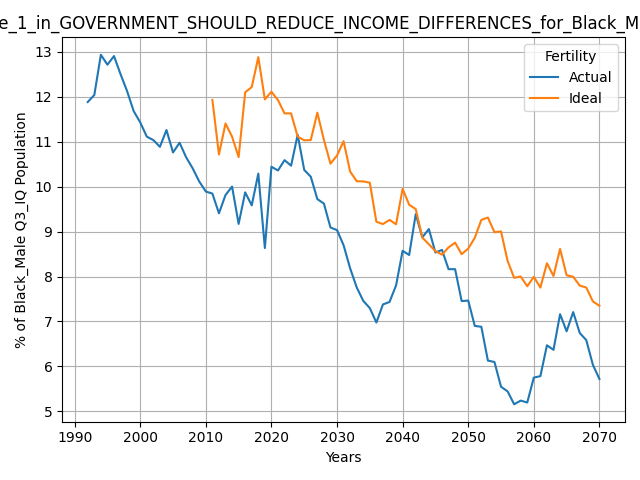 e_1_in_GOVERNMENT_SHOULD_REDUCE_INCOME_DIFFERENCES_for_Black_M
Fertility
Actual
Ideal
% of Black_Male Q3_IQ Population
13
12
11
10
9
8
7
6
5
1990 2000 2010 2020 2030 2040 2050 2060 2070
Years